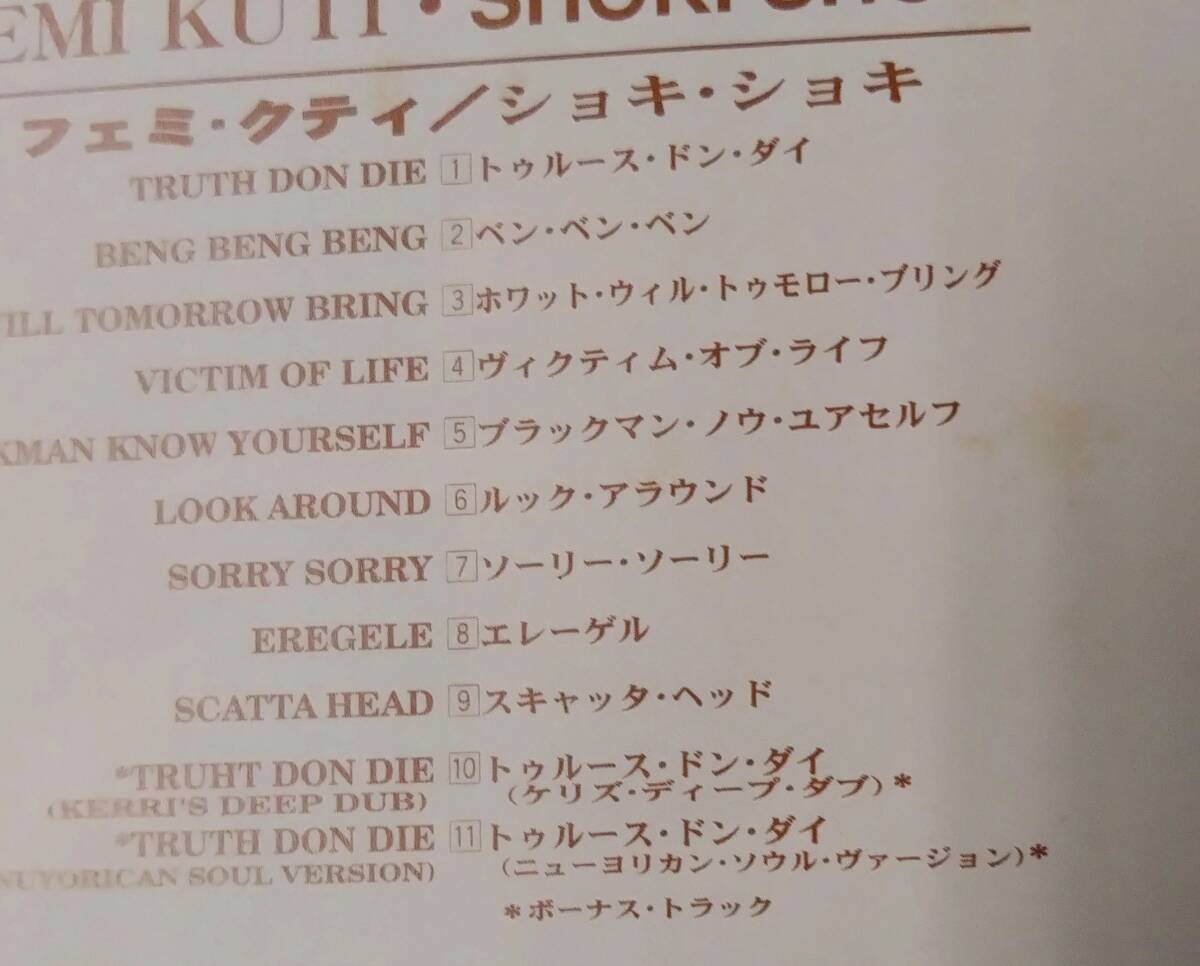 EMI KUTI • SHOKI SHO
フェミ・クティ／ショキ・ショキ
TRUTH DON DIE 1 トゥルース・ドン・ダイ
BENG BENG BENG 2 ベン・ベン・ベン
ILL TOMORROW BRING 3 ホワット・ウィル・トゥモロー・ブリング
VICTIM OF LIFE 4 ヴィクティム・オブ・ライフ
KMAN KNOW YOURSELF 5 ブラックマン・ノウ・ユアセルフ
LOOK AROUND 6 ルック・アラウンド
SORRY SORRY 7 ソーリー・ソーリー
EREGELE 8 エレーゲル
SCATTA HEAD 9 スキャッタ・ヘッド
*TRUHT DON DIE 10 トゥルース・ドン・ダイ
(KERRI'S DEEP DUB) (ケリズ・ディープ・ダブ)*
*TRUTH DON DIE 11 トゥルース・ドン・ダイ
NUYORICAN SOUL VERSION) (ニューヨリカン・ソウル・ヴァージョン)*
*ボーナス・トラック